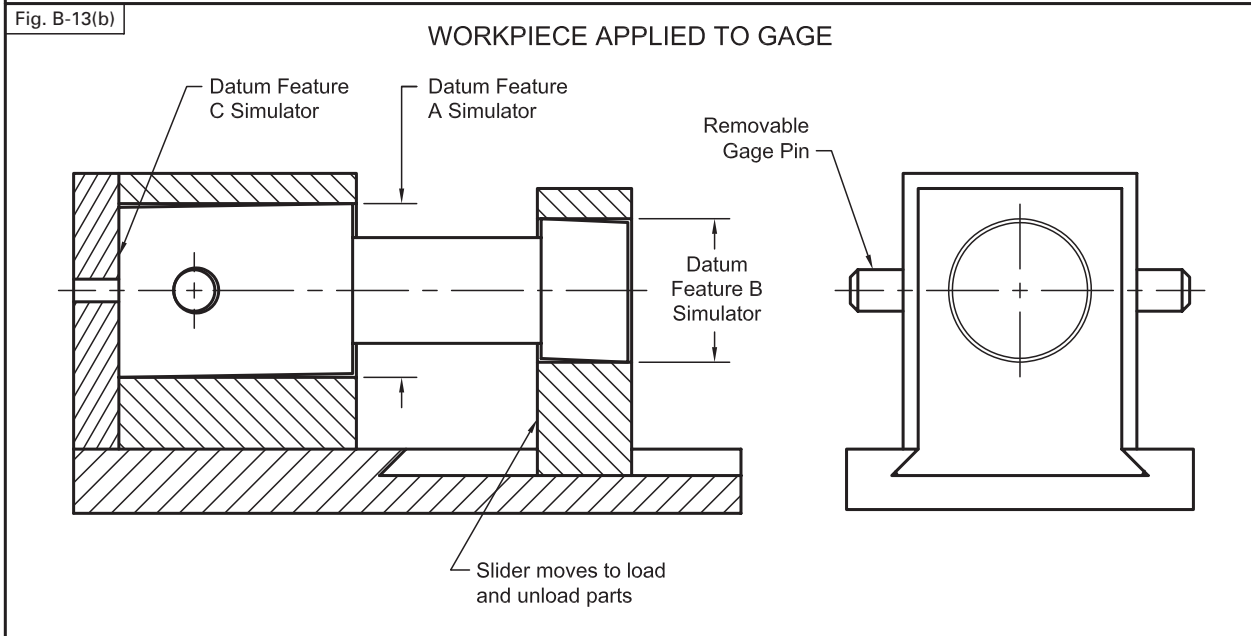 Fig. B-13(b)
WORKPIECE APPLIED TO GAGE
Datum Feature
C Simulator
Datum Feature
A Simulator
Removable
Gage Pin
Datum
Feature B
Simulator
Slider moves to load
and unload parts